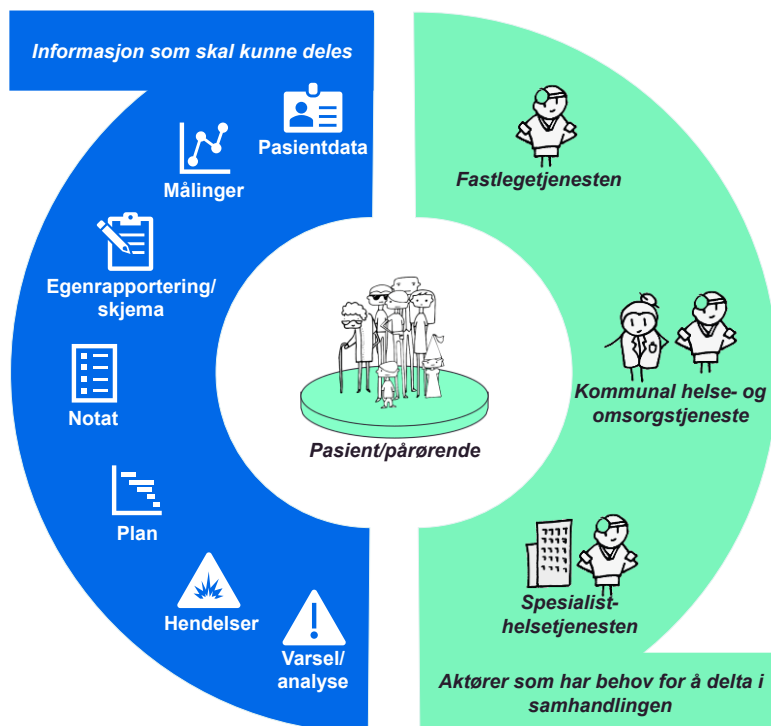 Informasjon som skal kunne deles
Pasientdata
Målinger
Egenrapportering/
skjema
Notat
Plan
Hendelser
Varsel/
analyse
Pasient/pårørende
Fastlegetjenesten
Kommunal helse- og
omsorgstjeneste
Spesialist-
helsetjenesten
Aktører som har behov for å delta i
samhandlingen